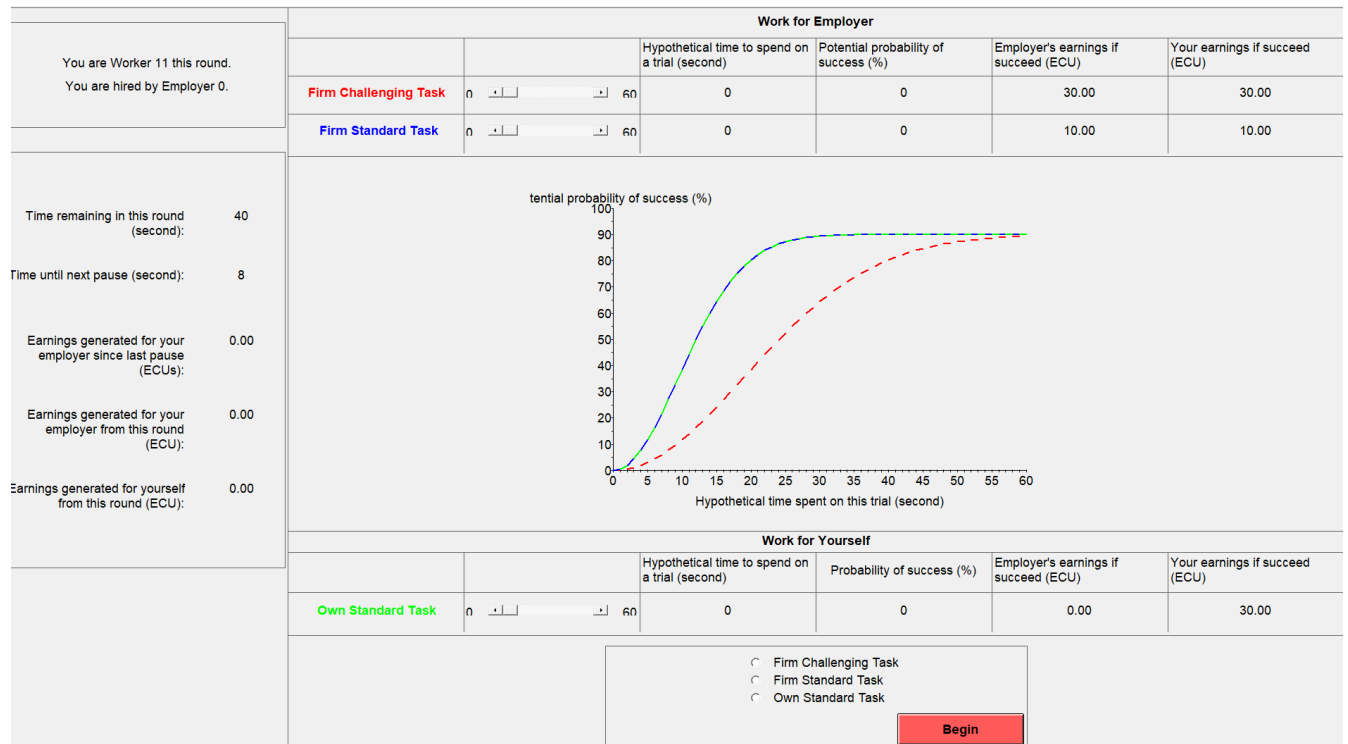 You are Worker 11 this round.
You are hired by Employer 0.
Time remaining in this round
(second):
40
Time until next pause (second):
8
Earnings generated for your
employer since last pause
(ECUs):
0.00
Earnings generated for your
employer from this round
(ECU):
0.00
Earnings generated for yourself
from this round (ECU):
0.00
Work for Employer
Hypothetical time to spend on
a trial (second)
Potential probability of
success (%)
Employer's earnings if
succeed (ECU)
Your earnings if succeed
(ECU)
Firm Challenging Task 0 60 0 0 30.00 30.00
Firm Standard Task 0 60 0 0 10.00 10.00
tential probability of success (%)
100
90
80
70
60
50
40
30
20
10
0
0 5 10 15 20 25 30 35 40 45 50 55 60
Hypothetical time spent on this trial (second)
Work for Yourself
Hypothetical time to spend on
a trial (second)
Probability of success (%)
Employer's earnings if
succeed (ECU)
Your earnings if succeed
(ECU)
Own Standard Task 0 60 0 0 0.00 30.00
Firm Challenging Task
Firm Standard Task
Own Standard Task
Begin